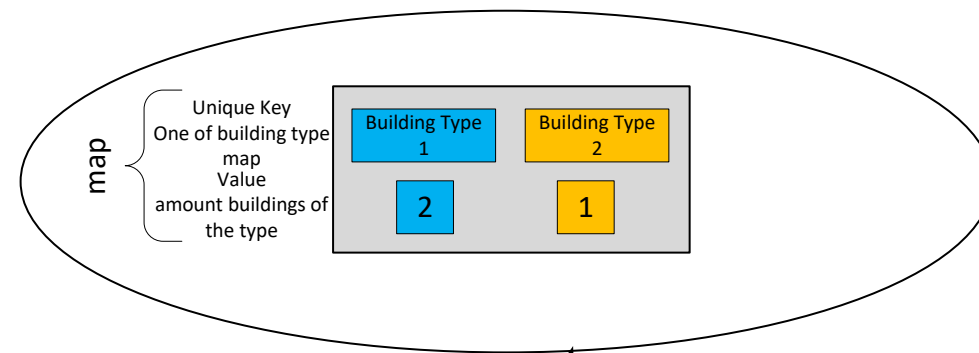 map
Unique Key
One of building type
map
Value
amount buildings of
the type
Building Type
1
Building Type
2
2
1